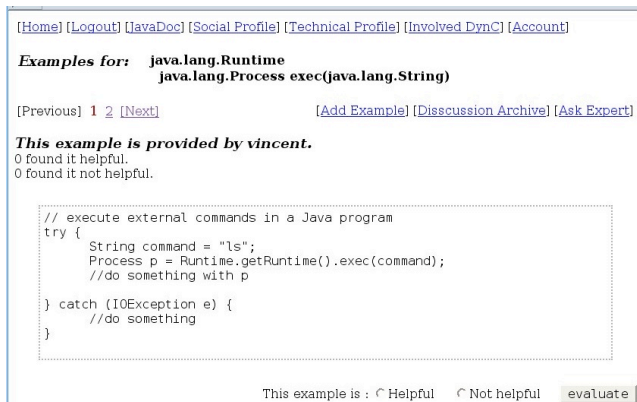 [Home] [Logout] [JavaDoc] [Social Profile] [Technical Profile] [Involved DynC] [Account]
Examples for: java.lang.Runtime
java.lang.Process exec(java.lang.String)
[Previous] 1 2 [Next] [Add Example] [Disscussion Archive] [Ask Expert]
This example is provided by vincent.
0 found it helpful.
0 found it not helpful.
// execute external commands in a Java program
try {
String command = "ls";
Process p = Runtime.getRuntime().exec(command);
//do something with p
} catch (IOException e) {
//do something
}
This example is : Helpful Not helpful evaluate